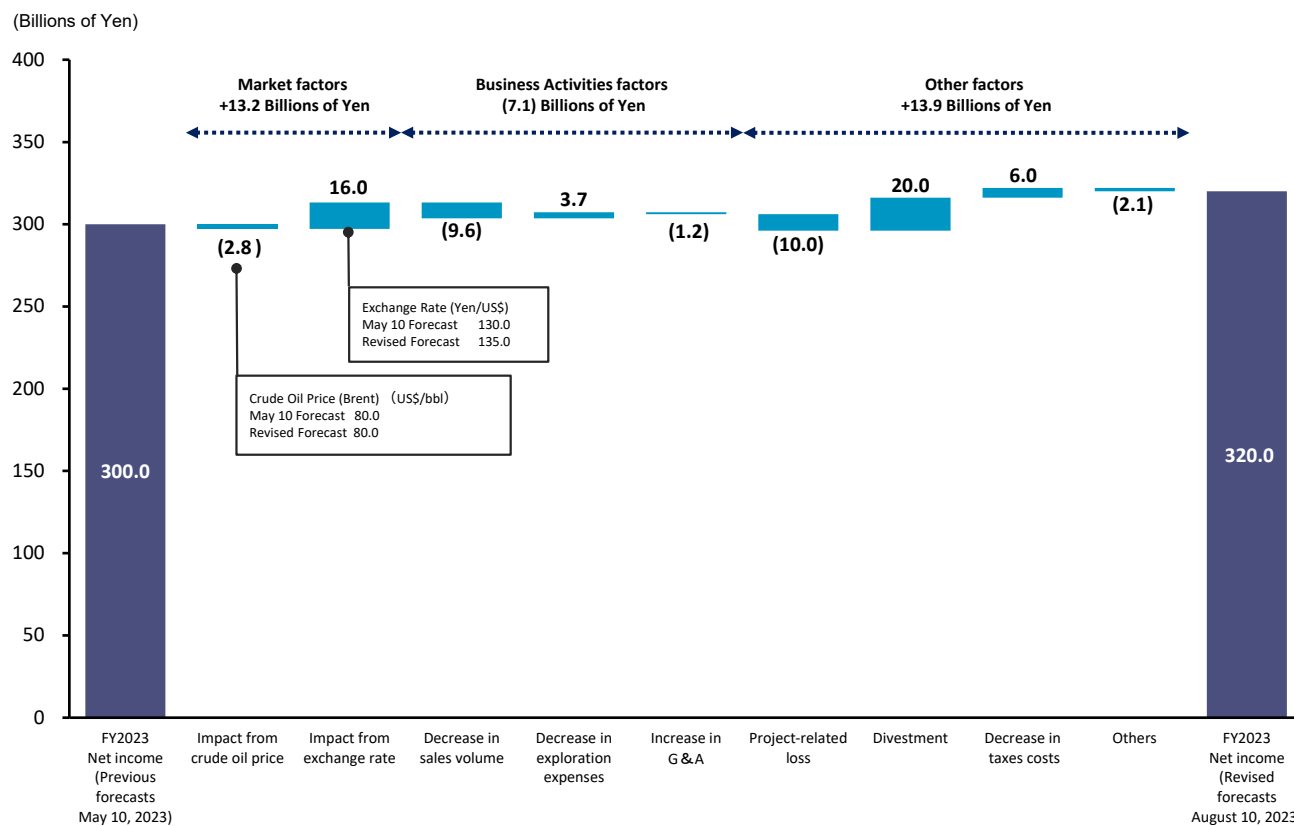 (Billions of Yen)
400
350
300
250
200
150
100
50
0
Market factors
+13.2 Billions of Yen
Business Activities factors
(7.1) Billions of Yen
Other factors
+13.9 Billions of Yen
300.0
(2.8 )
16.0
(9.6)
3.7
(1.2)
(10.0)
20.0
6.0
(2.1)
320.0
Exchange Rate (Yen/US$)
May 10 Forecast 130.0
Revised Forecast 135.0
Crude Oil Price (Brent) （US$/bbl)
May 10 Forecast 80.0
Revised Forecast 80.0
FY2023
Net income
(Previous
forecasts
May 10, 2023)
Impact from
crude oil price
Impact from
exchange rate
Decrease in
sales volume
Decrease in
exploration
expenses
Increase in
G＆A
Project-related
loss
Divestment
Decrease in
taxes costs
Others
FY2023
Net income
(Revised
forecasts
August 10, 2023